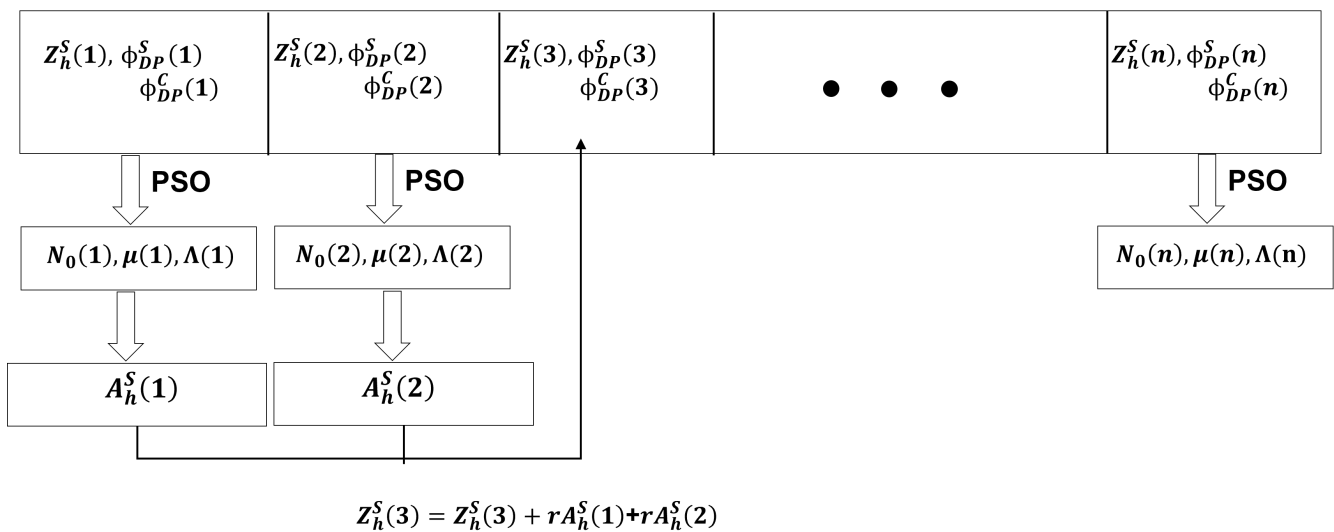 Z_h^S(1), ϕ_DP^S(1)
ϕ_DP^C(1)
Z_h^S(2), ϕ_DP^S(2)
ϕ_DP^C(2)
Z_h^S(3), ϕ_DP^S(3)
ϕ_DP^C(3)
• • •
Z_h^S(n), ϕ_DP^S(n)
ϕ_DP^C(n)
PSO
PSO
PSO
N_0(1), μ(1), Λ(1)
N_0(2), μ(2), Λ(2)
N_0(n), μ(n), Λ(n)
A_h^S(1)
A_h^S(2)
Z_h^S(3) = Z_h^S(3) + rA_h^S(1)+rA_h^S(2)